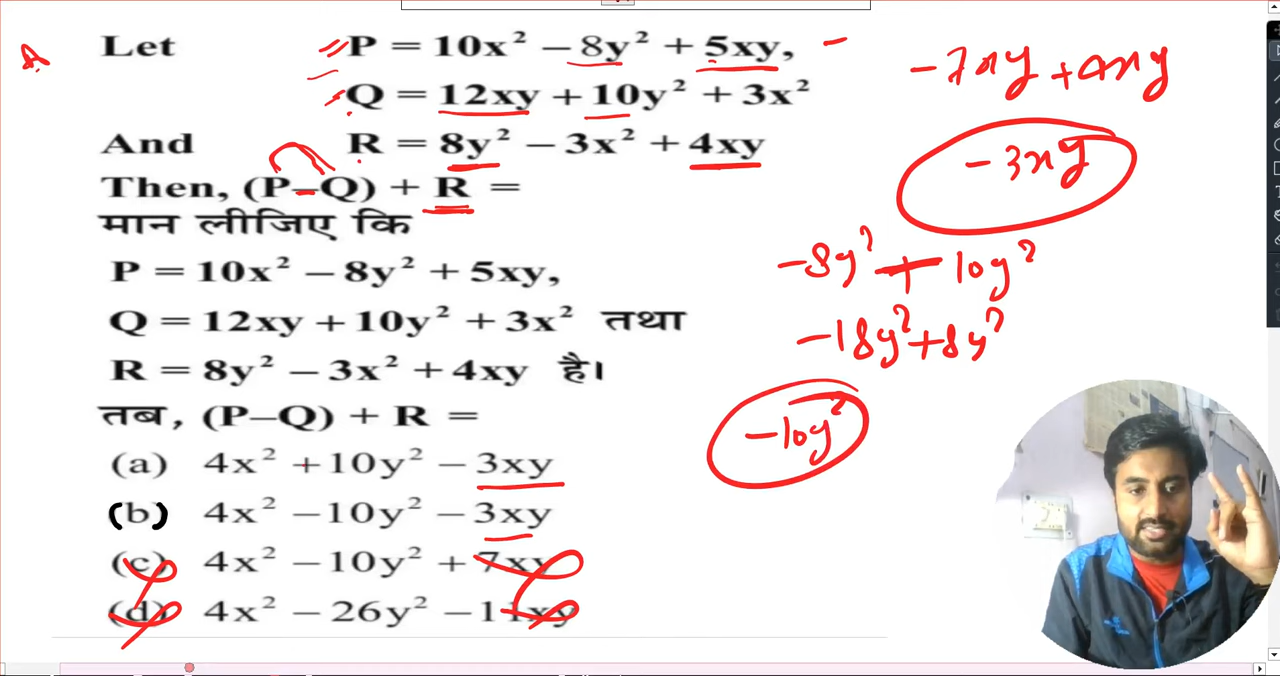 A.
Let P = 10x² − 8y² + 5xy, −
Q = 12xy + 10y² + 3x²
And R = 8y² − 3x² + 4xy
Then, (P−Q) + R =
मान लीजिए कि
P = 10x² − 8y² + 5xy,
Q = 12xy + 10y² + 3x² तथा
R = 8y² − 3x² + 4xy है।
तब, (P−Q) + R =
(a) 4x² + 10y² − 3xy
(b) 4x² − 10y² − 3xy
(c) 4x² − 10y² + 7xy
(d) 4x² − 26y² − 11xy
−7xy + 4xy
−3xy
−8y² + 10y²
−18y² + 8y²
−10y²